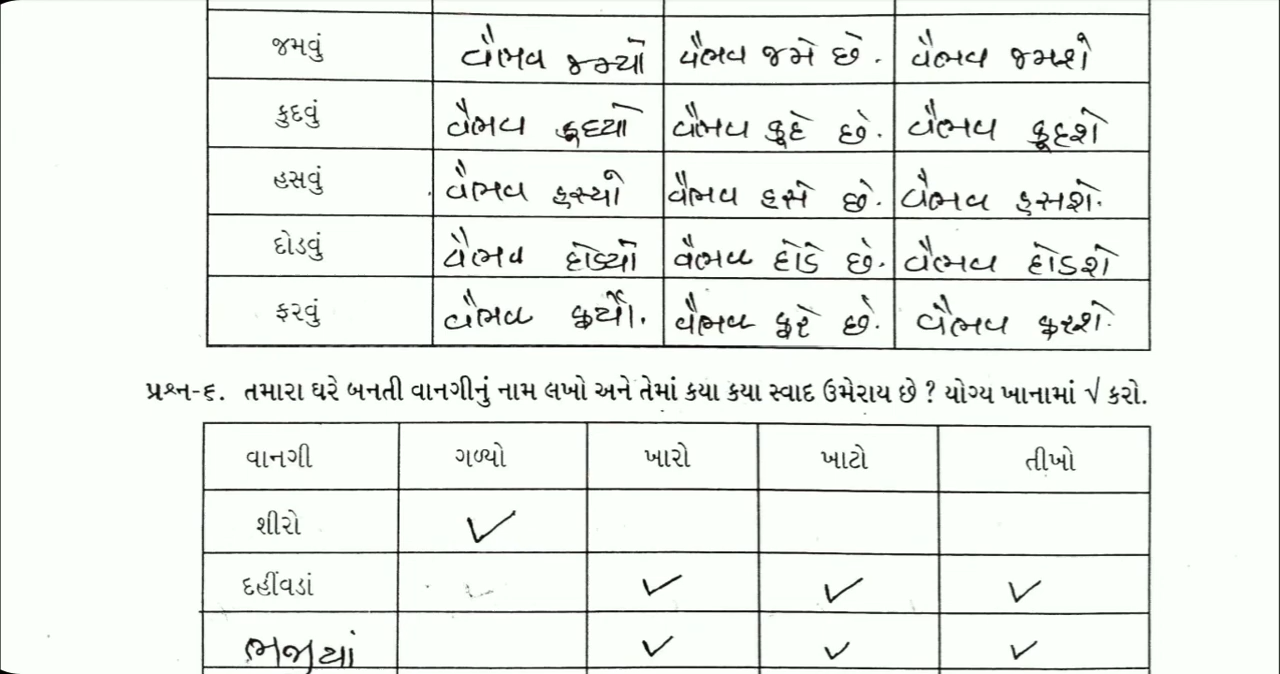 જમવું વૈભવ જમ્યો વૈભવ જમે છે. વૈભવ જમશે
કુદવું વૈભવ કૂદ્યો વૈભવ કૂદે છે. વૈભવ કૂદશે
હસવું વૈભવ હસ્યો વૈભવ હસે છે. વૈભવ હસશે.
દોડવું વૈભવ દોડ્યો વૈભવ દોડે છે. વૈભવ દોડશે
ફરવું વૈભવ ફર્યો. વૈભવ ફરે છે. વૈભવ ફરશે.
પ્રશ્ન-૬. તમારા ઘરે બનતી વાનગીનું નામ લખો અને તેમાં કયા કયા સ્વાદ ઉમેરાય છે ? યોગ્ય ખાનામાં √ કરો.
વાનગી ગળ્યો ખારો ખાટો તીખો
શીરો ✓
દહીંવડાં ✓ ✓ ✓
ભજીયાં ✓ ✓ ✓